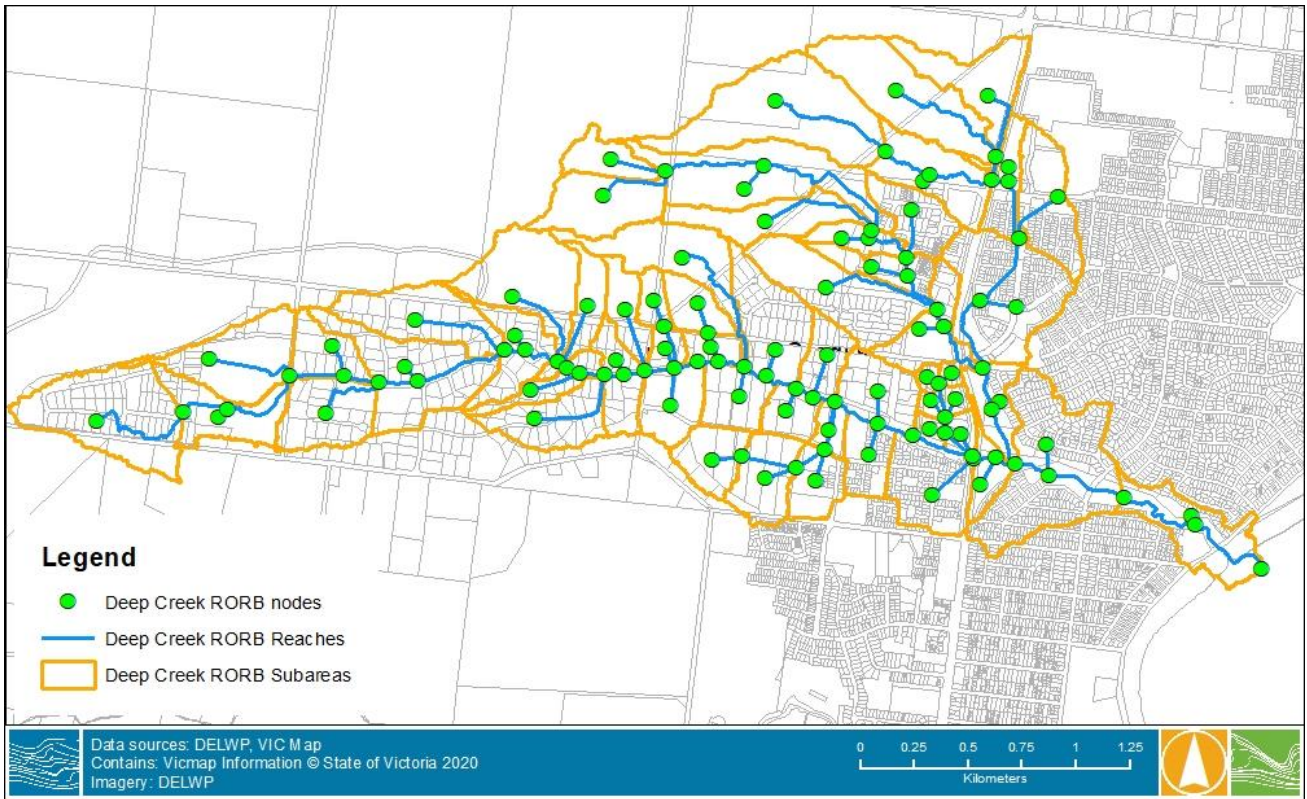 Legend
Deep Creek RORB nodes
Deep Creek RORB Reaches
Deep Creek RORB Subareas
Data sources: DELWP, VIC Map
Contains: Vicmap Information © State of Victoria 2020
Imagery: DELWP
0 0.25 0.5 0.75 1 1.25
Kilometers